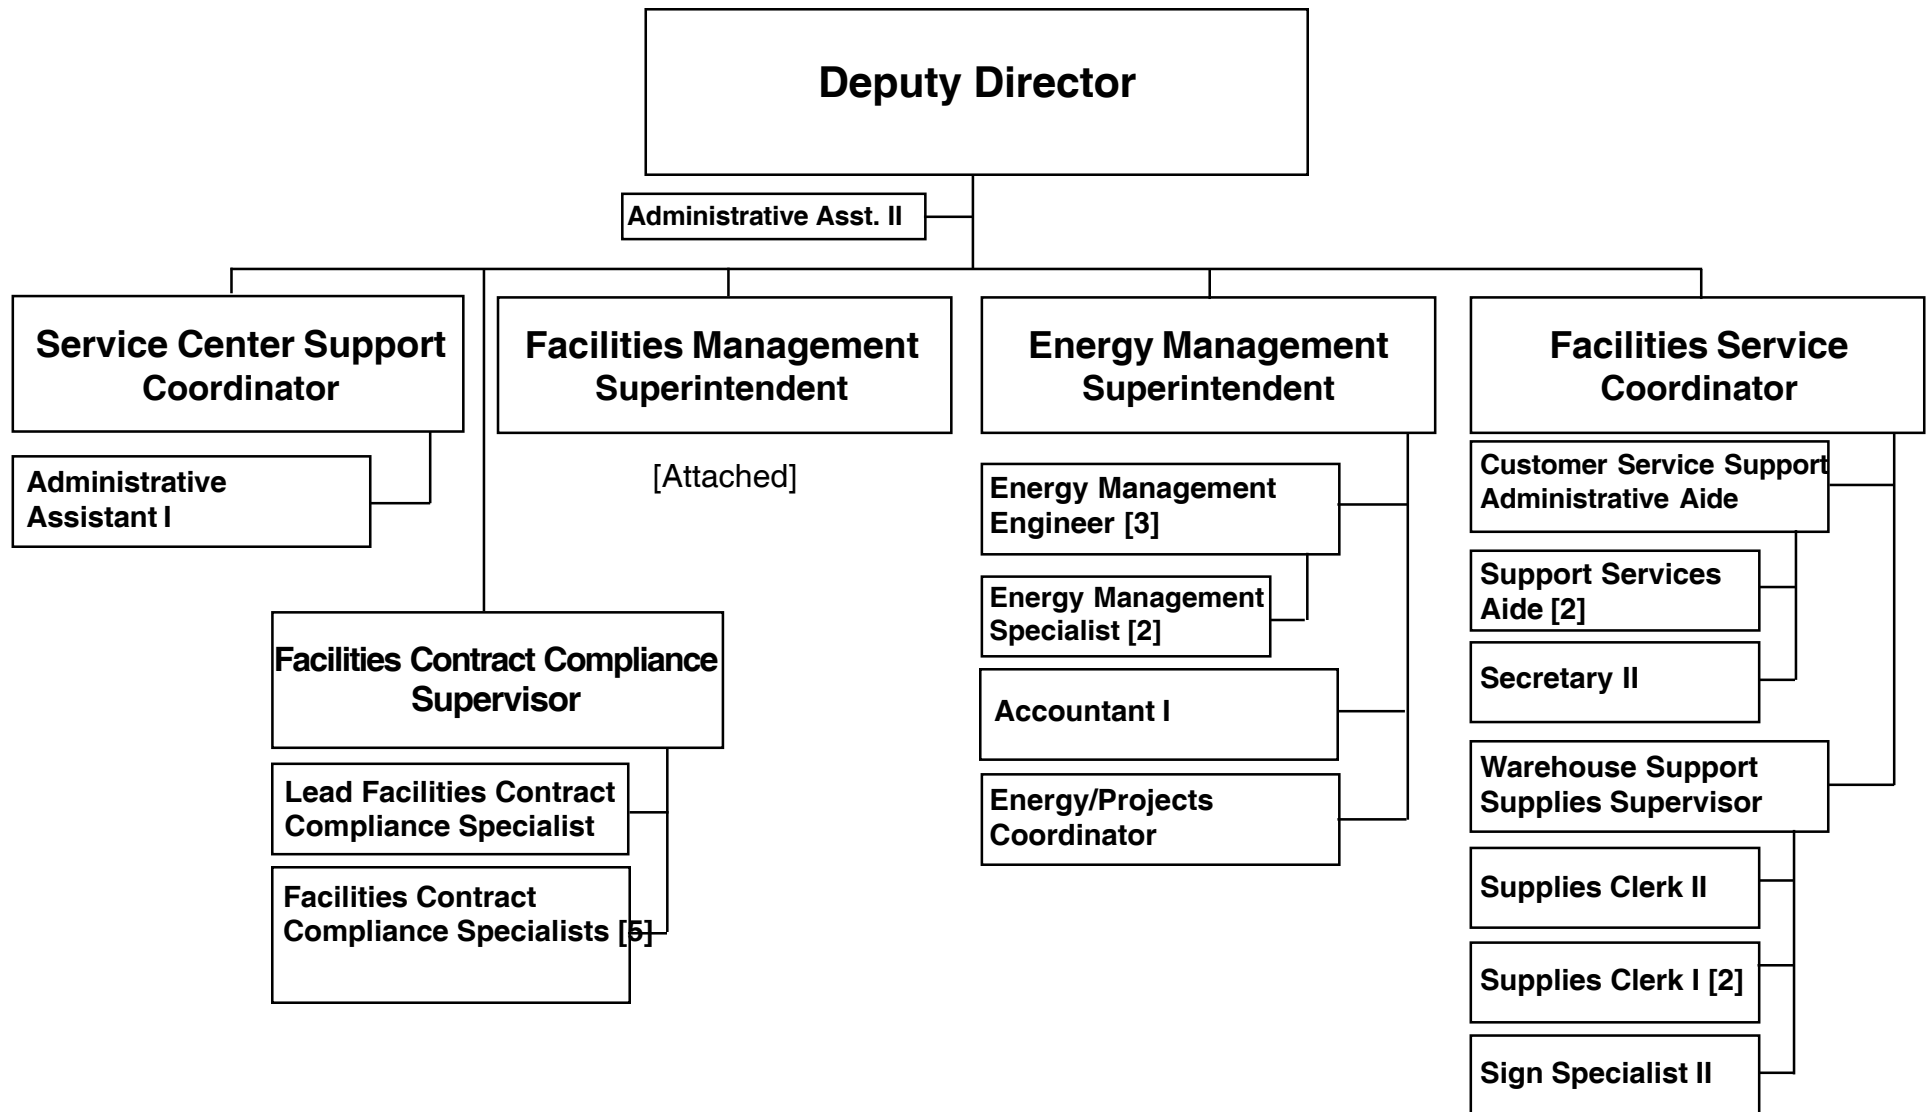 Deputy Director
Administrative Asst. II
Service Center Support
Coordinator
Administrative
Assistant I
Facilities Contract Compliance
Supervisor
Lead Facilities Contract
Compliance Specialist
Facilities Contract
Compliance Specialists [5]
Facilities Management
Superintendent
[Attached]
Energy Management
Superintendent
Energy Management
Engineer [3]
Energy Management
Specialist [2]
Accountant I
Energy/Projects
Coordinator
Facilities Service
Coordinator
Customer Service Support
Administrative Aide
Support Services
Aide [2]
Secretary II
Warehouse Support
Supplies Supervisor
Supplies Clerk II
Supplies Clerk I [2]
Sign Specialist II